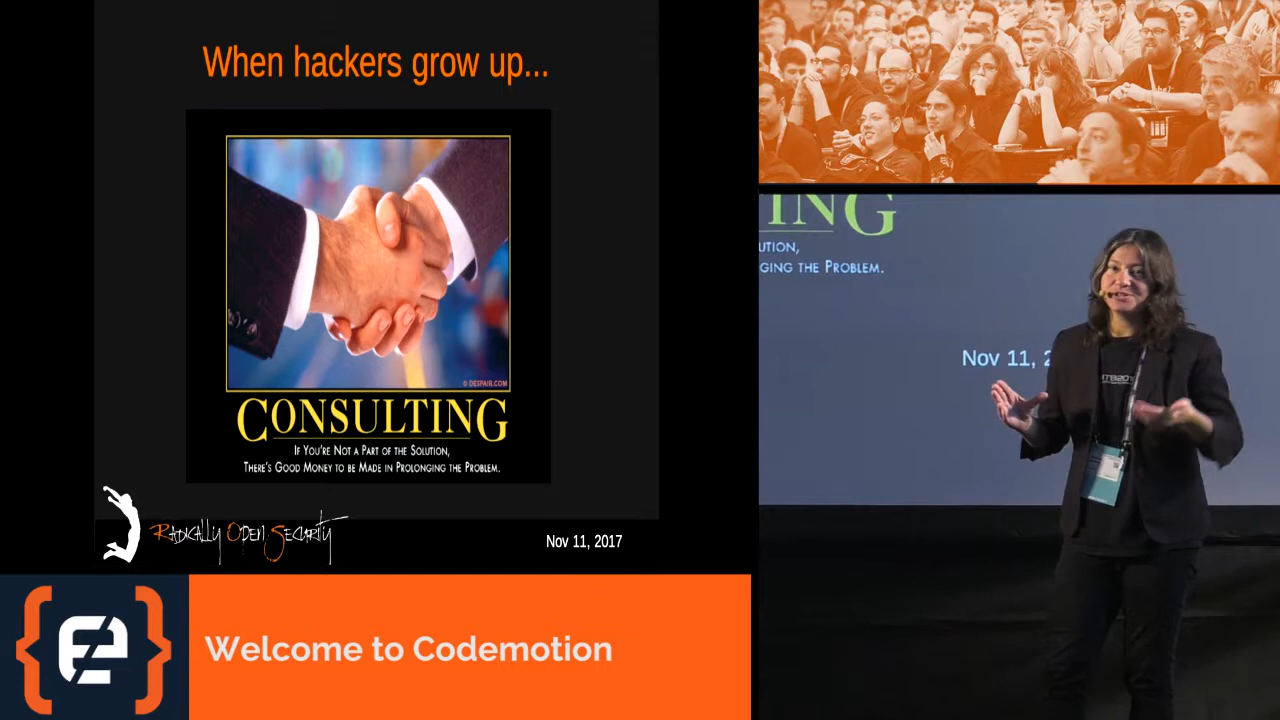 When hackers grow up...
© DESPAIR.COM
CONSULTING
IF YOU'RE NOT A PART OF THE SOLUTION,
THERE'S GOOD MONEY TO BE MADE IN PROLONGING THE PROBLEM.
RADICALLY OPEN SECURITY
Nov 11, 2017
Welcome to Codemotion
ING
UTION,
GING THE PROBLEM.
Nov 11, 2